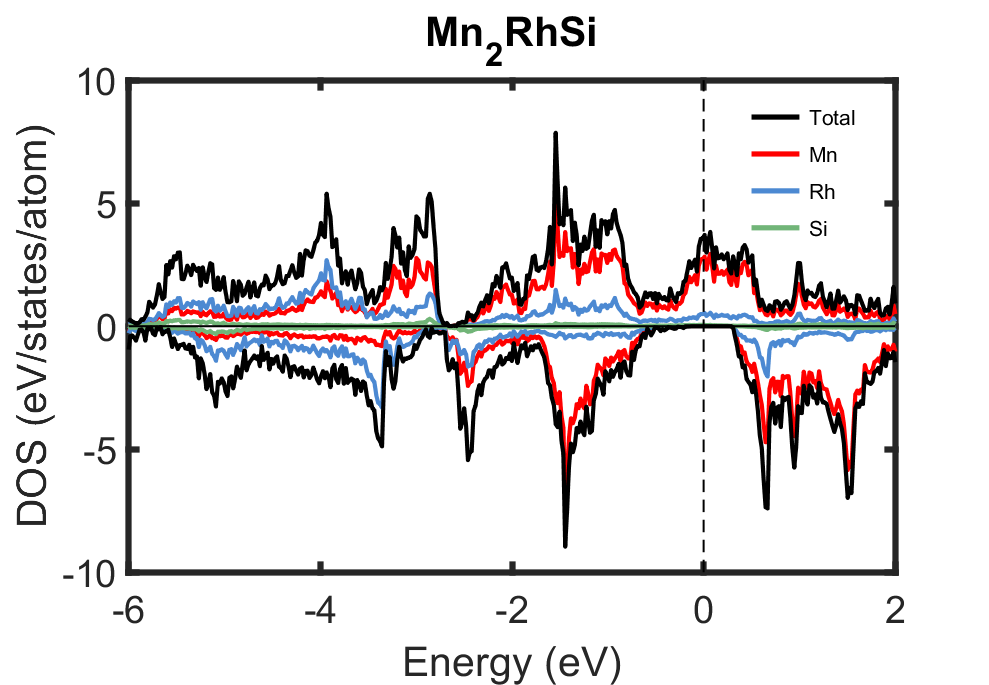 Mn2RhSi
DOS (eV/states/atom)
10
5
0
-5
-10
Total
Mn
Rh
Si
-6
-4
-2
0
2
Energy (eV)